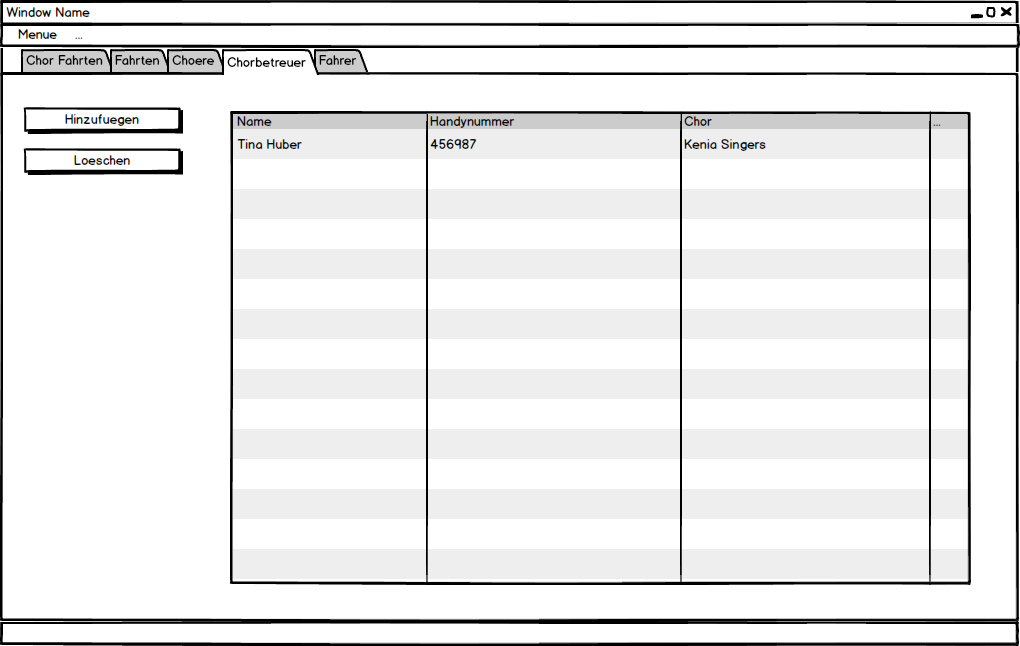 Window Name
Menue ...
Chor Fahrten Fahrten Choere Chorbetreuer Fahrer
Hinzufuegen
Loeschen
Name Handynummer Chor ...
Tina Huber 456987 Kenia Singers